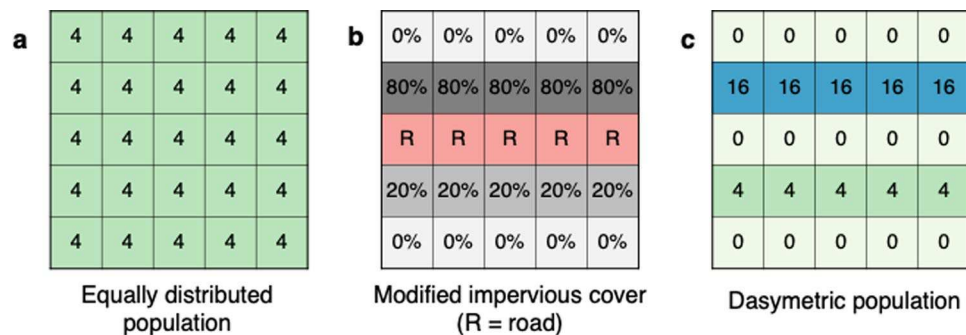 a
4 4 4 4 4
4 4 4 4 4
4 4 4 4 4
4 4 4 4 4
4 4 4 4 4
Equally distributed
population
b
0% 0% 0% 0% 0%
80% 80% 80% 80% 80%
R R R R R
20% 20% 20% 20% 20%
0% 0% 0% 0% 0%
Modified impervious cover
(R = road)
c
0 0 0 0 0
16 16 16 16 16
0 0 0 0 0
4 4 4 4 4
0 0 0 0 0
Dasymetric population